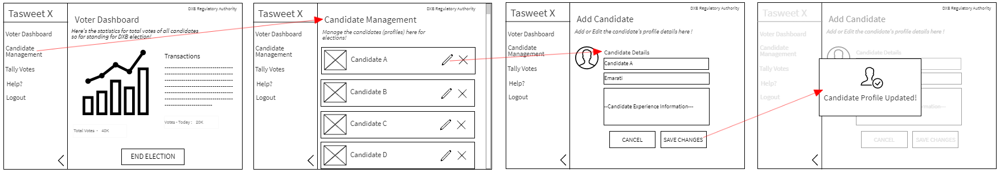 Tasweet X
DXB Regulatory Authority
Voter Dashboard
Here's the statistics for total votes of all candidates
so far standing for DXB election!
Voter Dashboard
Candidate
Management
Tally Votes
Help?
Logout
Transactions
Votes - Today : 20K
Total Votes - 40K
END ELECTION
Tasweet X
DXB Regulatory Authority
Candidate Management
Manage the candidates (profiles) here for
elections!
Voter Dashboard
Candidate
Management
Tally Votes
Help?
Logout
Candidate A
Candidate B
Candidate C
Candidate D
Tasweet X
DXB Regulatory Authority
Add Candidate
Add or Edit the candidate's profile details here !
Voter Dashboard
Candidate
Management
Tally Votes
Help?
Logout
Candidate Details
Candidate A
Emarati
--Candidate Experience Information---
CANCEL
SAVE CHANGES
Tasweet X
DXB Regulatory Authority
Add Candidate
Add or Edit the candidate's profile details here !
Voter Dashboard
Candidate
Management
Tally Votes
Help?
Logout
Candidate Details
Candidate Profile Updated!
CANCEL
SAVE CHANGES